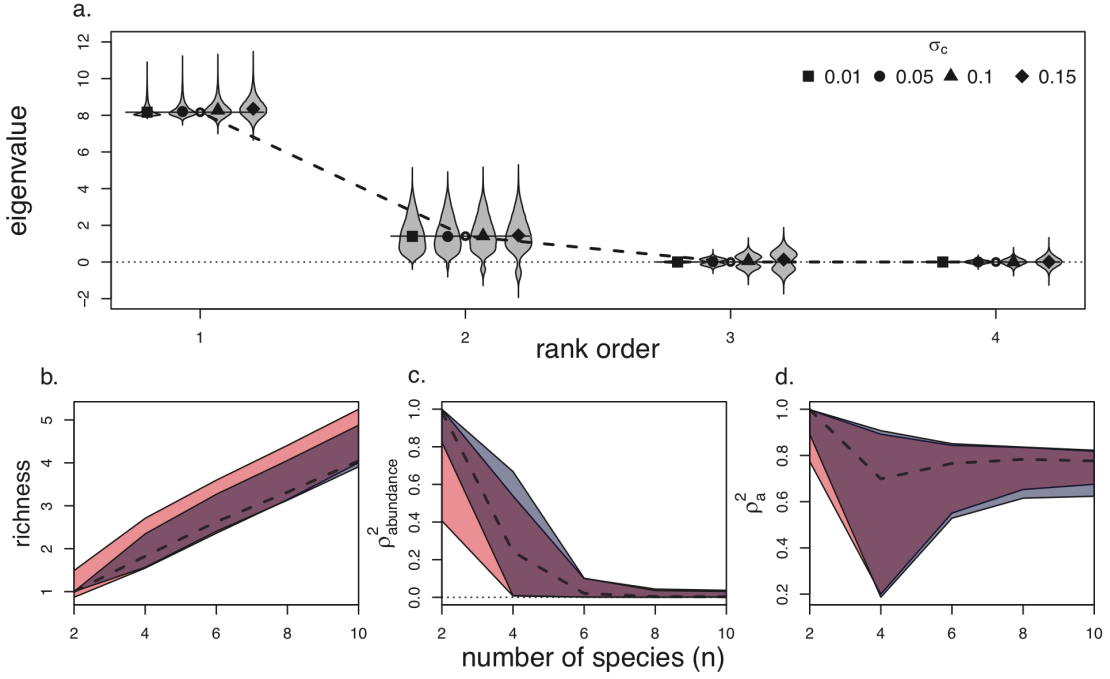 a.
eigenvalue
12
10
8
6
4
2
0
−2
σc
0.01 0.05 0.1 0.15
1 2 3 4
rank order
b.
richness
5
4
3
2
1
2 4 6 8 10
c.
ρ²abundance
1.0
0.8
0.6
0.4
0.2
0.0
2 4 6 8 10
d.
ρ²a
1.0
0.8
0.6
0.4
0.2
2 4 6 8 10
number of species (n)